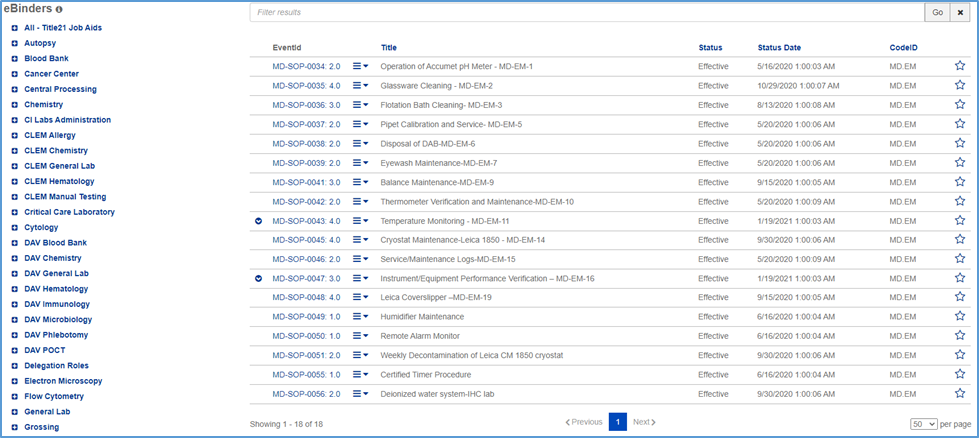 eBinders
All - Title21 Job Aids
Autopsy
Blood Bank
Cancer Center
Central Processing
Chemistry
CI Labs Administration
CLEM Allergy
CLEM Chemistry
CLEM General Lab
CLEM Hematology
CLEM Manual Testing
Critical Care Laboratory
Cytology
DAV Blood Bank
DAV Chemistry
DAV General Lab
DAV Hematology
DAV Immunology
DAV Microbiology
DAV Phlebotomy
DAV POCT
Delegation Roles
Electron Microscopy
Flow Cytometry
General Lab
Grossing
Filter results Go
EventId Title Status Status Date CodeID
MD-SOP-0034: 2.0 Operation of Accumet pH Meter - MD-EM-1 Effective 5/16/2020 1:00:03 AM MD.EM
MD-SOP-0035: 4.0 Glassware Cleaning - MD-EM-2 Effective 10/29/2020 1:00:07 AM MD.EM
MD-SOP-0036: 3.0 Flotation Bath Cleaning- MD-EM-3 Effective 8/13/2020 1:00:08 AM MD.EM
MD-SOP-0037: 2.0 Pipet Calibration and Service- MD-EM-5 Effective 5/20/2020 1:00:06 AM MD.EM
MD-SOP-0038: 2.0 Disposal of DAB-MD-EM-6 Effective 5/20/2020 1:00:06 AM MD.EM
MD-SOP-0039: 2.0 Eyewash Maintenance-MD-EM-7 Effective 5/20/2020 1:00:06 AM MD.EM
MD-SOP-0041: 3.0 Balance Maintenance-MD-EM-9 Effective 9/15/2020 1:00:05 AM MD.EM
MD-SOP-0042: 2.0 Thermometer Verification and Maintenance-MD-EM-10 Effective 5/20/2020 1:00:09 AM MD.EM
MD-SOP-0043: 4.0 Temperature Monitoring - MD-EM-11 Effective 1/19/2021 1:00:03 AM MD.EM
MD-SOP-0045: 4.0 Cryostat Maintenance-Leica 1850 - MD-EM-14 Effective 9/30/2020 1:00:06 AM MD.EM
MD-SOP-0046: 2.0 Service/Maintenance Logs-MD-EM-15 Effective 5/20/2020 1:00:09 AM MD.EM
MD-SOP-0047: 3.0 Instrument/Equipment Performance Verification – MD-EM-16 Effective 1/19/2021 1:00:03 AM MD.EM
MD-SOP-0048: 4.0 Leica Coverslipper –MD-EM-19 Effective 9/15/2020 1:00:05 AM MD.EM
MD-SOP-0049: 1.0 Humidifier Maintenance Effective 6/16/2020 1:00:04 AM MD.EM
MD-SOP-0050: 1.0 Remote Alarm Monitor Effective 6/16/2020 1:00:04 AM MD.EM
MD-SOP-0051: 2.0 Weekly Decontamination of Leica CM 1850 cryostat Effective 9/30/2020 1:00:06 AM MD.EM
MD-SOP-0055: 1.0 Certified Timer Procedure Effective 6/16/2020 1:00:04 AM MD.EM
MD-SOP-0056: 2.0 Deionized water system-IHC lab Effective 9/30/2020 1:00:06 AM MD.EM
Showing 1 - 18 of 18 Previous 1 Next 50 per page